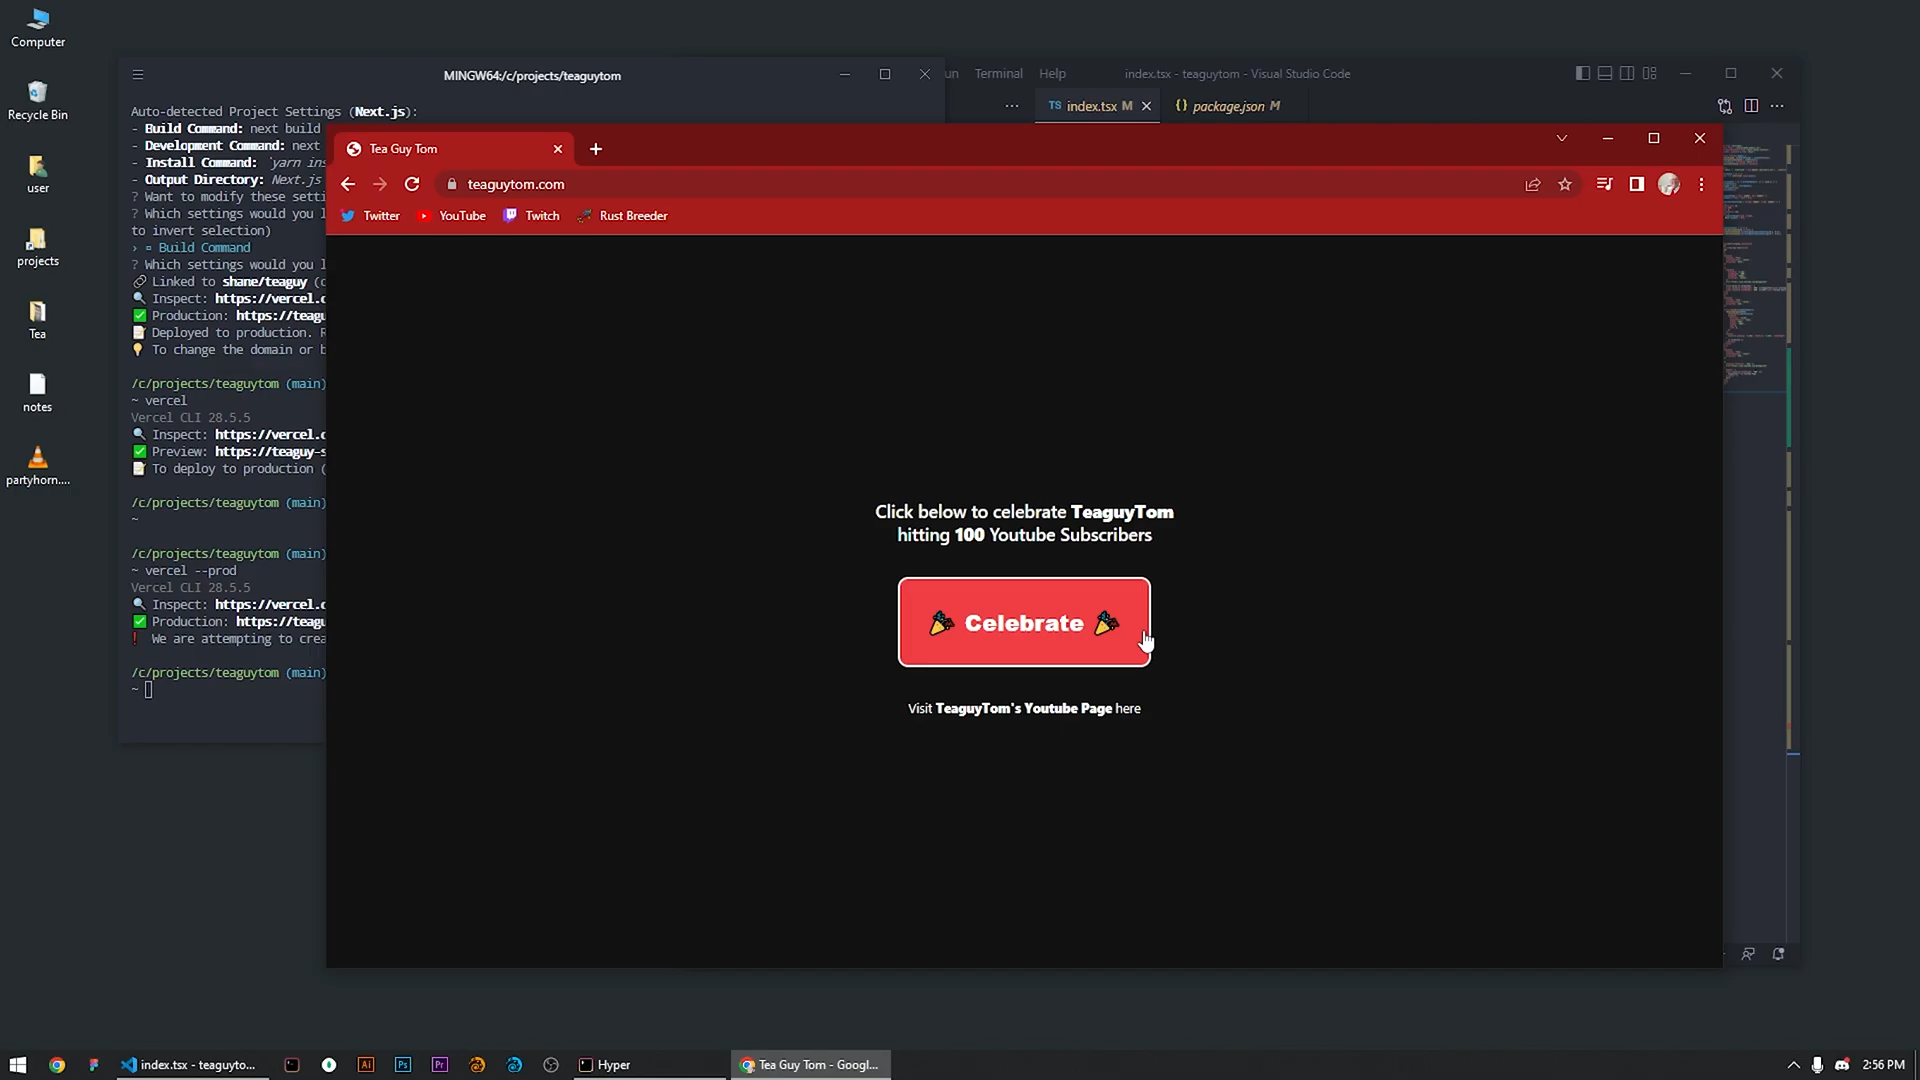 Computer
Recycle Bin
user
projects
Tea
notes
partyhorn....
MINGW64:/c/projects/teaguytom
Auto-detected Project Settings (Next.js):
- Build Command: next build
- Development Command: next
- Install Command: `yarn ins
- Output Directory: Next.js
? Want to modify these setti
? Which settings would you l
to invert selection)
› ▫ Build Command
? Which settings would you l
🔗 Linked to shane/teaguy (c
🔍 Inspect: https://vercel.c
✅ Production: https://teagu
📝 Deployed to production. R
💡 To change the domain or b
/c/projects/teaguytom (main)
~ vercel
Vercel CLI 28.5.5
🔍 Inspect: https://vercel.c
✅ Preview: https://teaguy-s
📝 To deploy to production (
/c/projects/teaguytom (main)
~
/c/projects/teaguytom (main)
~ vercel --prod
Vercel CLI 28.5.5
🔍 Inspect: https://vercel.c
✅ Production: https://teagu
❗ We are attempting to crea
/c/projects/teaguytom (main)
~
un Terminal Help index.tsx - teaguytom - Visual Studio Code
TS index.tsx M {} package.json M
Tea Guy Tom
teaguytom.com
Twitter YouTube Twitch Rust Breeder
Click below to celebrate TeaguyTom
hitting 100 Youtube Subscribers
🎉 Celebrate 🎉
Visit TeaguyTom's Youtube Page here
index.tsx - teaguyto... Ai Ps Pr Hyper Tea Guy Tom - Googl... 2:56 PM